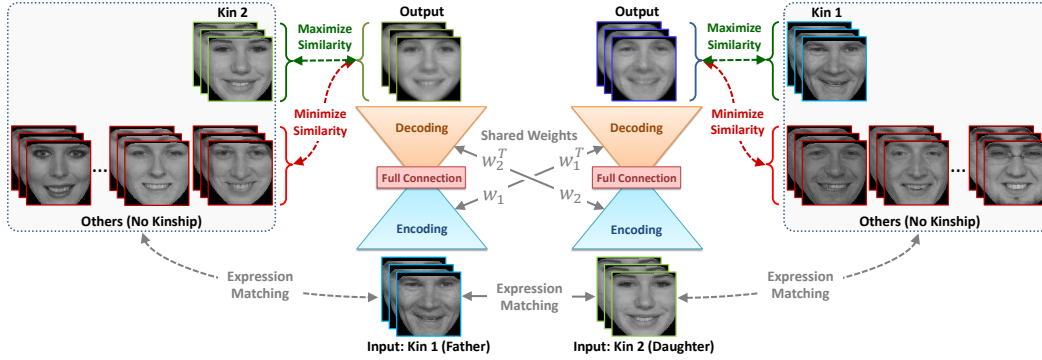 Kin 2
Output
Output
Kin 1
Maximize
Similarity
Maximize
Similarity
Minimize
Similarity
Minimize
Similarity
Decoding
Shared Weights
Decoding
w₂ᵀ
w₁ᵀ
...
...
Full Connection
Full Connection
w₁
w₂
Others (No Kinship)
Encoding
Encoding
Others (No Kinship)
Expression
Matching
Expression
Matching
Expression
Matching
Input: Kin 1 (Father)
Input: Kin 2 (Daughter)